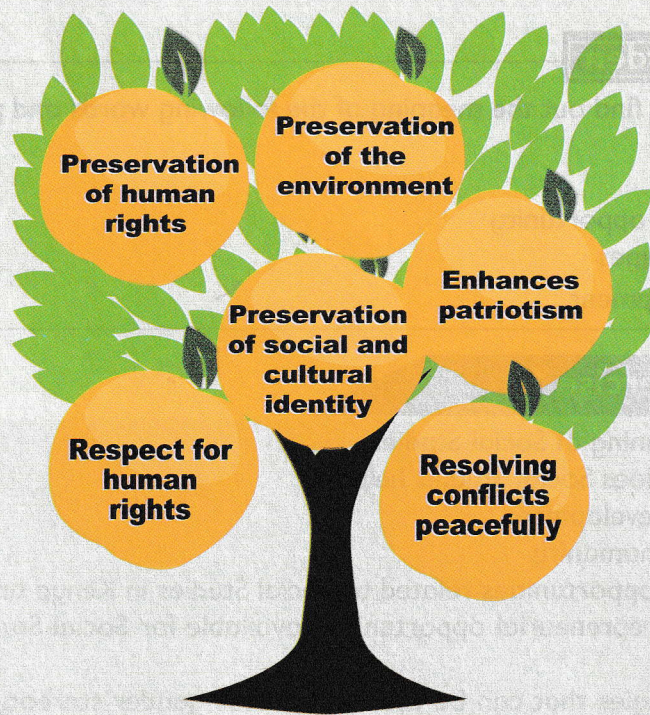 Preservation
of human
rights
Preservation
of the
environment
Enhances
patriotism
Preservation
of social and
cultural
identity
Respect for
human
rights
Resolving
conflicts
peacefully